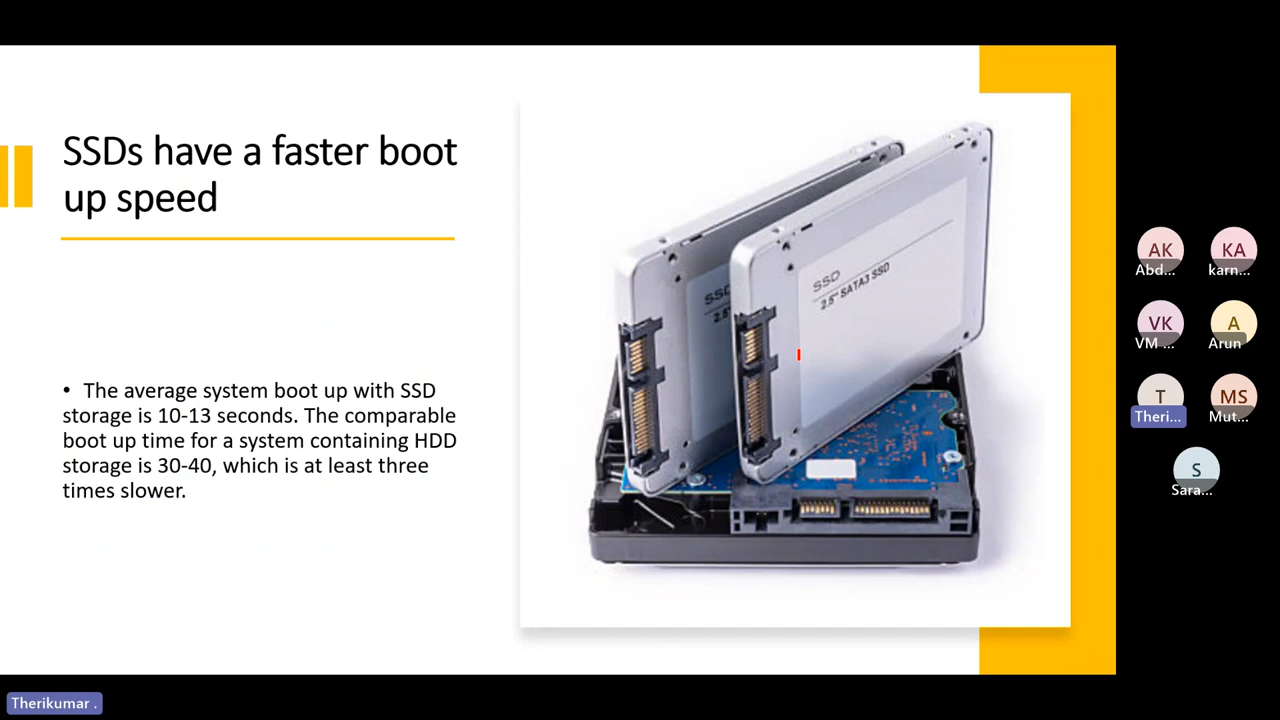 SSDs have a faster boot
up speed
• The average system boot up with SSD
storage is 10-13 seconds. The comparable
boot up time for a system containing HDD
storage is 30-40, which is at least three
times slower.
SSD
2.5"
SSD
2.5" SATA3 SSD
AK
Abd...
KA
karn...
VK
VM ...
A
Arun
T
Theri...
MS
Mut...
S
Sara...
Therikumar .